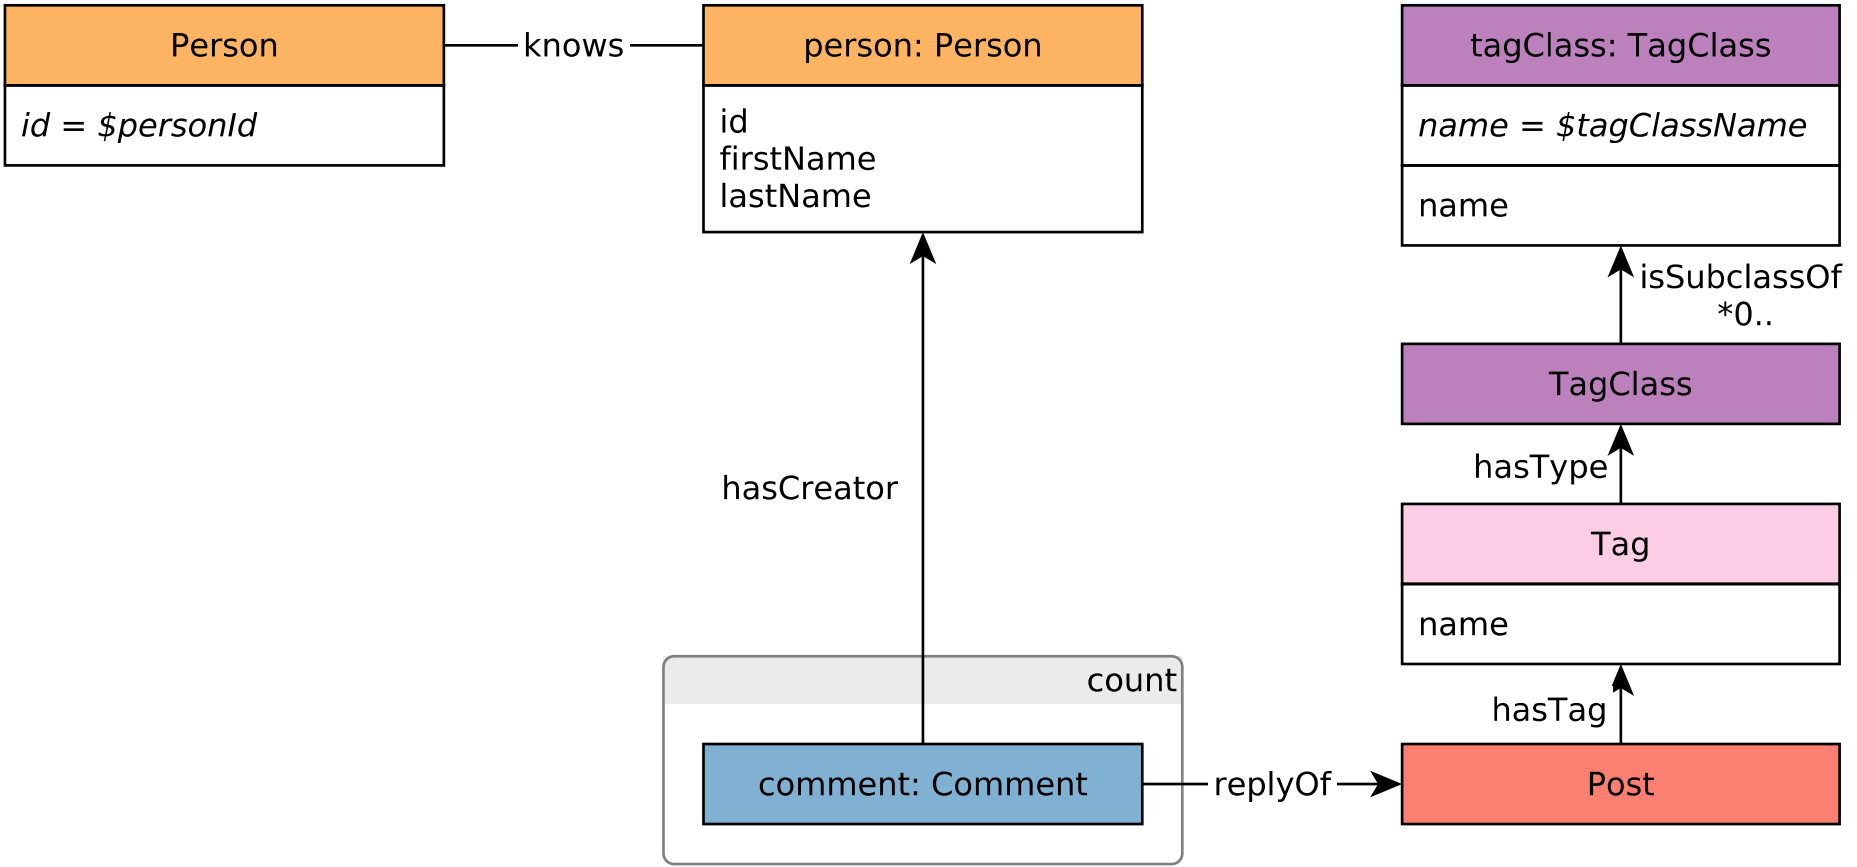 Person
id = $personId
knows
person: Person
id
firstName
lastName
tagClass: TagClass
name = $tagClassName
name
isSubclassOf
*0..
TagClass
hasType
Tag
name
hasTag
Post
hasCreator
count
comment: Comment
replyOf